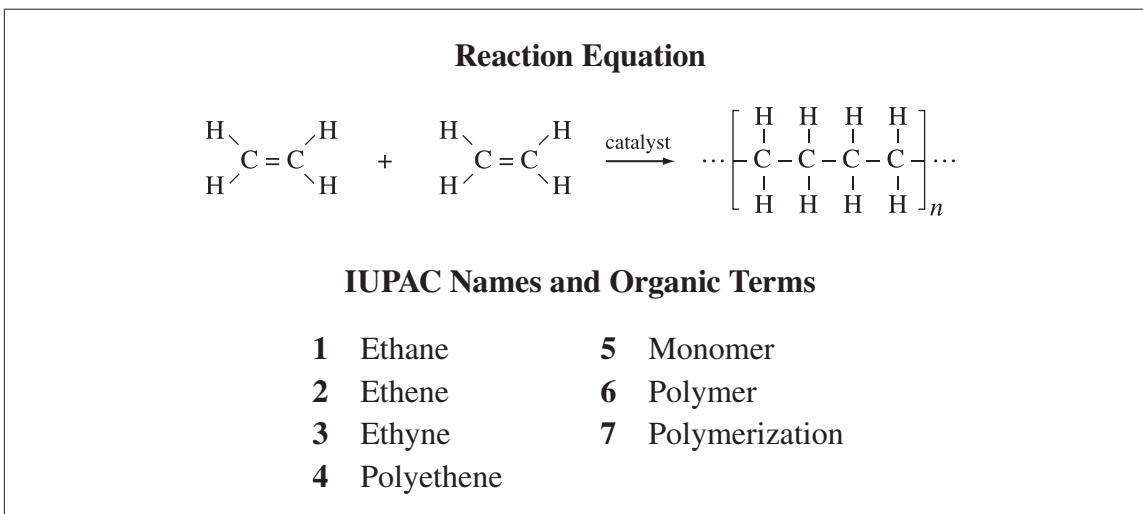 Reaction Equation
H H H H H H H H
C = C + C = C catalyst ... - C - C - C - C - ...
H H H H H H H H n
IUPAC Names and Organic Terms
1 Ethane 5 Monomer
2 Ethene 6 Polymer
3 Ethyne 7 Polymerization
4 Polyethene